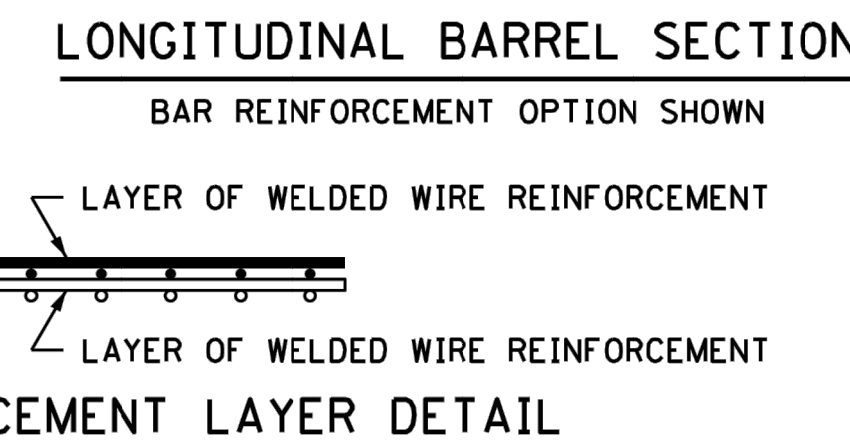 LONGITUDINAL BARREL SECTION
BAR REINFORCEMENT OPTION SHOWN
LAYER OF WELDED WIRE REINFORCEMENT
LAYER OF WELDED WIRE REINFORCEMENT
CEMENT LAYER DETAIL